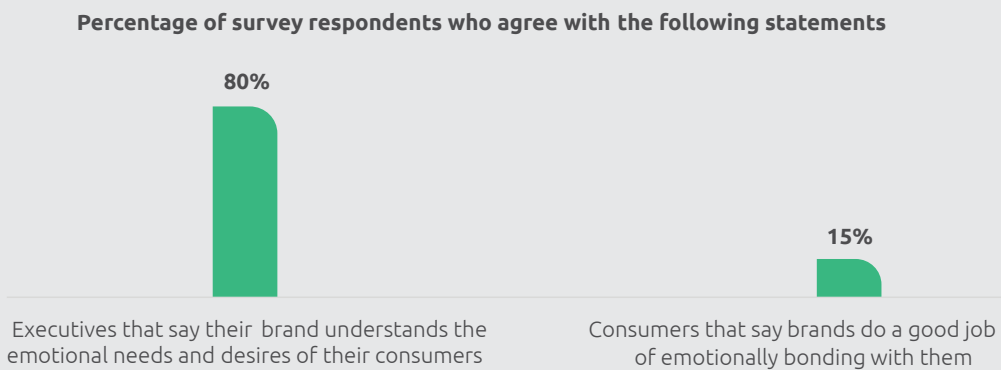 Percentage of survey respondents who agree with the following statements
80%
15%
Executives that say their brand understands the
emotional needs and desires of their consumers
Consumers that say brands do a good job
of emotionally bonding with them